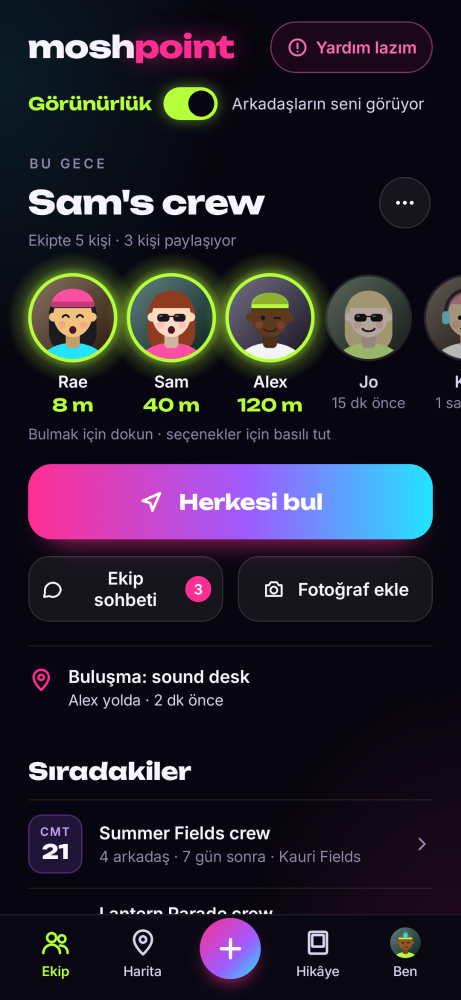 moshpoint
Yardım lazım
Görünürlük
Arkadaşların seni görüyor
BU GECE
Sam's crew
Ekipte 5 kişi · 3 kişi paylaşıyor
Rae
Sam
Alex
Jo
8 m
40 m
120 m
15 dk önce
Bulmak için dokun · seçenekler için basılı tut
Herkesi bul
Ekip
sohbeti
3
Fotoğraf ekle
Buluşma: sound desk
Alex yolda · 2 dk önce
Sıradakiler
CMT
21
Summer Fields crew
4 arkadaş · 7 gün sonra · Kauri Fields
Lantern Parade crew
Ekip
Harita
Hikâye
Ben